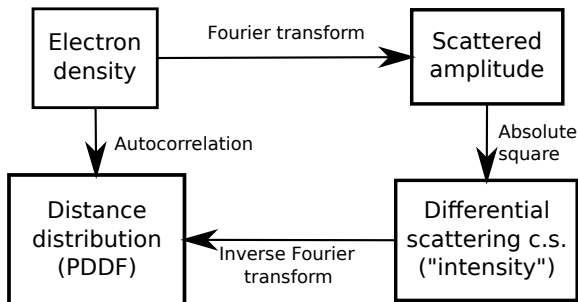 Electron
density
Fourier transform
Scattered
amplitude
Autocorrelation
Absolute
square
Distance
distribution
(PDDF)
Inverse Fourier
transform
Differential
scattering c.s.
("intensity")